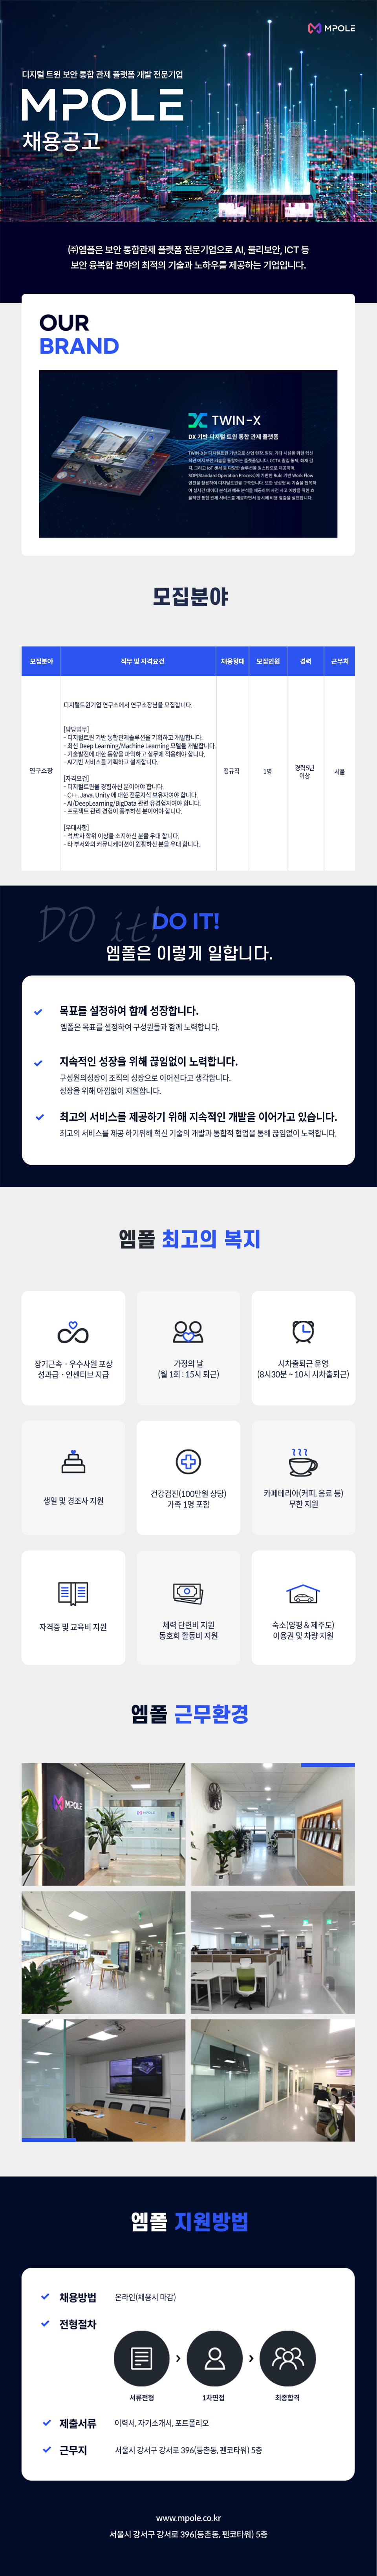 MPOLE
디지털 트윈 보안 통합 관제 플랫폼 개발 전문기업
MPOLE
채용공고
㈜엠폴은 보안 통합관제 플랫폼 전문기업으로 AI, 물리보안, ICT 등
보안 융복합 분야의 최적의 기술과 노하우를 제공하는 기업입니다.
OUR
BRAND
TWIN-X
DX 기반 디지털 트윈 통합 관제 플랫폼
모집분야
모집분야 직무 및 자격요건 채용형태 모집인원 경력 근무처
디지털트윈기업 연구소에서 연구소장님을 모집합니다.
[담당업무]
- 디지털트윈 기반 통합관제솔루션을 기획하고 개발합니다.
- 최신 Deep Learning/Machine Learning 모델을 개발합니다.
- 기술발전에 대한 동향을 파악하고 실무에 적용해야 합니다.
- AI기반 서비스를 기획하고 설계합니다.
연구소장 정규직 1명 경력5년 이상 서울
[자격요건]
- 디지털트윈을 경험하신 분이어야 합니다.
- C++, Java, Unity 에 대한 전문지식 보유자여야 합니다.
- AI/DeepLearning/BigData 관련 유경험자여야 합니다.
- 프로젝트 관리 경험이 풍부하신 분이어야 합니다.
[우대사항]
- 석,박사 학위 이상을 소지하신 분을 우대 합니다.
- 타 부서와의 커뮤니케이션이 원활하신 분을 우대 합니다.
DO it!
DO IT!
엠폴은 이렇게 일합니다.
목표를 설정하여 함께 성장합니다.
엠폴은 목표를 설정하여 구성원들과 함께 노력합니다.
지속적인 성장을 위해 끊임없이 노력합니다.
구성원의성장이 조직의 성장으로 이어진다고 생각합니다.
성장을 위해 아낌없이 지원합니다.
최고의 서비스를 제공하기 위해 지속적인 개발을 이어가고 있습니다.
최고의 서비스를 제공 하기위해 혁신 기술의 개발과 통합적 협업을 통해 끊임없이 노력합니다.
엠폴 최고의 복지
장기근속 · 우수사원 포상
성과급 · 인센티브 지급
가정의 날
(월 1회 : 15시 퇴근)
시차출퇴근 운영
(8시30분 ~ 10시 시차출퇴근)
생일 및 경조사 지원
건강검진(100만원 상당)
가족 1명 포함
카페테리아(커피, 음료 등)
무한 지원
자격증 및 교육비 지원
체력 단련비 지원
동호회 활동비 지원
숙소(양평 & 제주도)
이용권 및 차량 지원
엠폴 근무환경
MPOLE
MPOLE
엠폴 지원방법
채용방법 온라인(채용시 마감)
전형절차
서류전형 1차면접 최종합격
제출서류 이력서, 자기소개서, 포트폴리오
근무지 서울시 강서구 강서로 396(등촌동, 펜코타워) 5층
www.mpole.co.kr
서울시 강서구 강서로 396(등촌동, 펜코타워) 5층